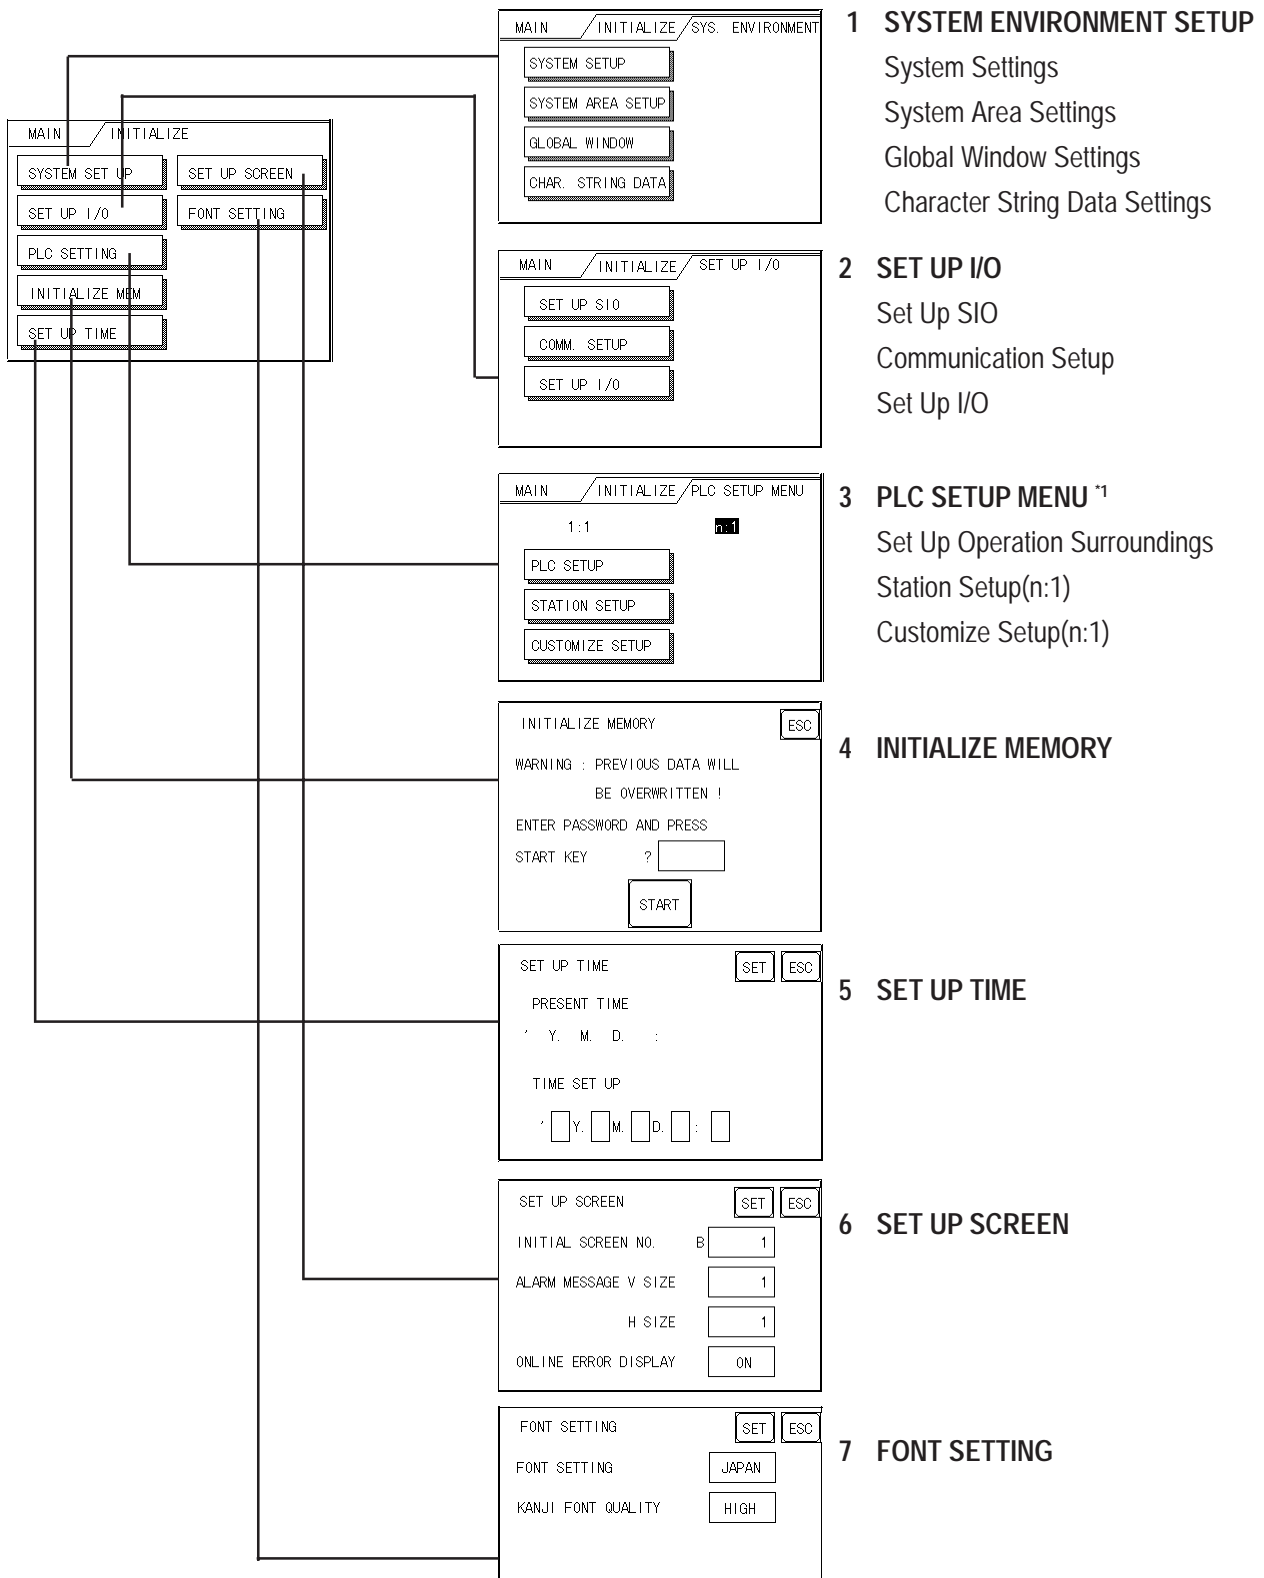 MAIN INITIALIZE
SYSTEM SET UP SET UP SCREEN
SET UP I/O FONT SETTING
PLC SETTING
INITIALIZE MEM
SET UP TIME
MAIN INITIALIZE SYS. ENVIRONMENT
SYSTEM SETUP
SYSTEM AREA SETUP
GLOBAL WINDOW
CHAR. STRING DATA
1 SYSTEM ENVIRONMENT SETUP
System Settings
System Area Settings
Global Window Settings
Character String Data Settings
MAIN INITIALIZE SET UP I/O
SET UP SIO
COMM. SETUP
SET UP I/O
2 SET UP I/O
Set Up SIO
Communication Setup
Set Up I/O
MAIN INITIALIZE PLC SETUP MENU
1:1 n:1
PLC SETUP
STATION SETUP
CUSTOMIZE SETUP
3 PLC SETUP MENU *1
Set Up Operation Surroundings
Station Setup(n:1)
Customize Setup(n:1)
INITIALIZE MEMORY ESC
WARNING : PREVIOUS DATA WILL
BE OVERWRITTEN !
ENTER PASSWORD AND PRESS
START KEY ?
START
4 INITIALIZE MEMORY
SET UP TIME SET ESC
PRESENT TIME
' Y. M. D. :
TIME SET UP
' Y. M. D. :
5 SET UP TIME
SET UP SCREEN SET ESC
INITIAL SCREEN NO. B 1
ALARM MESSAGE V SIZE 1
H SIZE 1
ONLINE ERROR DISPLAY ON
6 SET UP SCREEN
FONT SETTING SET ESC
FONT SETTING JAPAN
KANJI FONT QUALITY HIGH
7 FONT SETTING